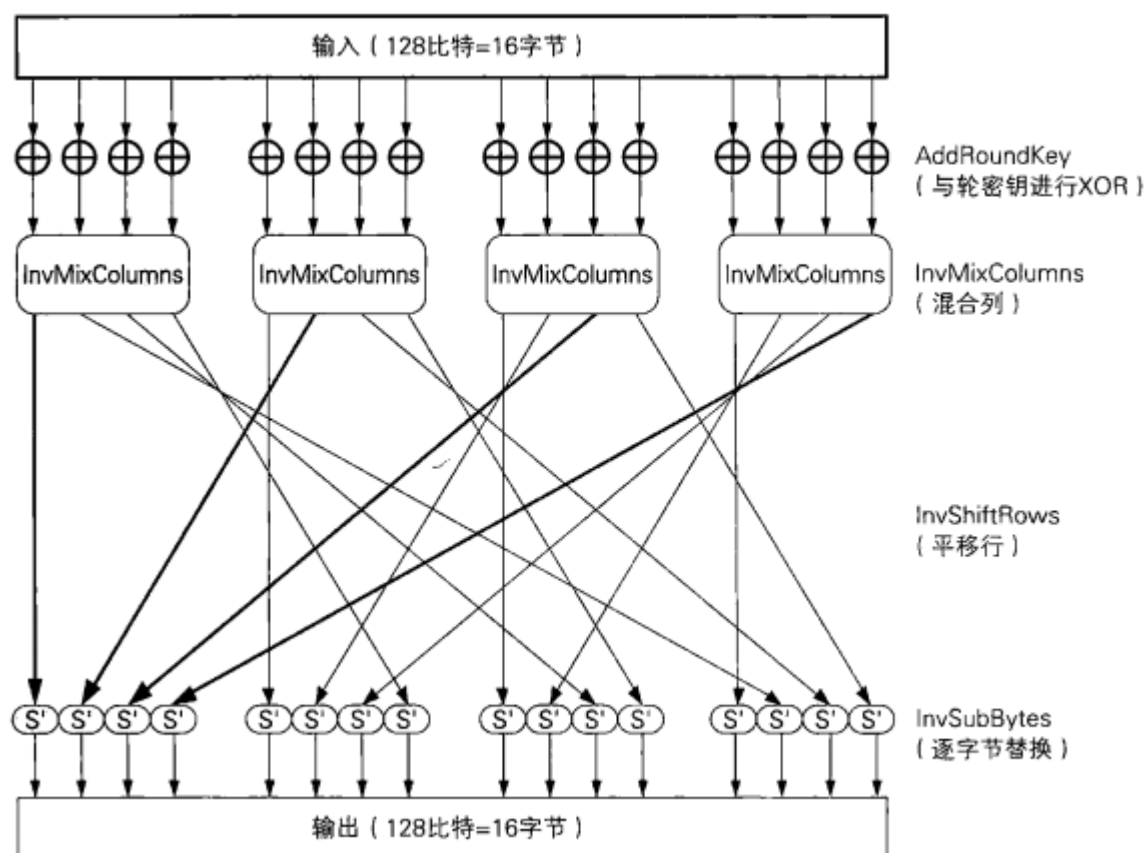 输入（128比特=16字节）
AddRoundKey
（与轮密钥进行XOR）
InvMixColumns InvMixColumns InvMixColumns InvMixColumns
InvMixColumns
（混合列）
InvShiftRows
（平移行）
S' S' S' S' S' S' S' S' S' S' S' S' S' S' S' S'
InvSubBytes
（逐字节替换）
输出（128比特=16字节）